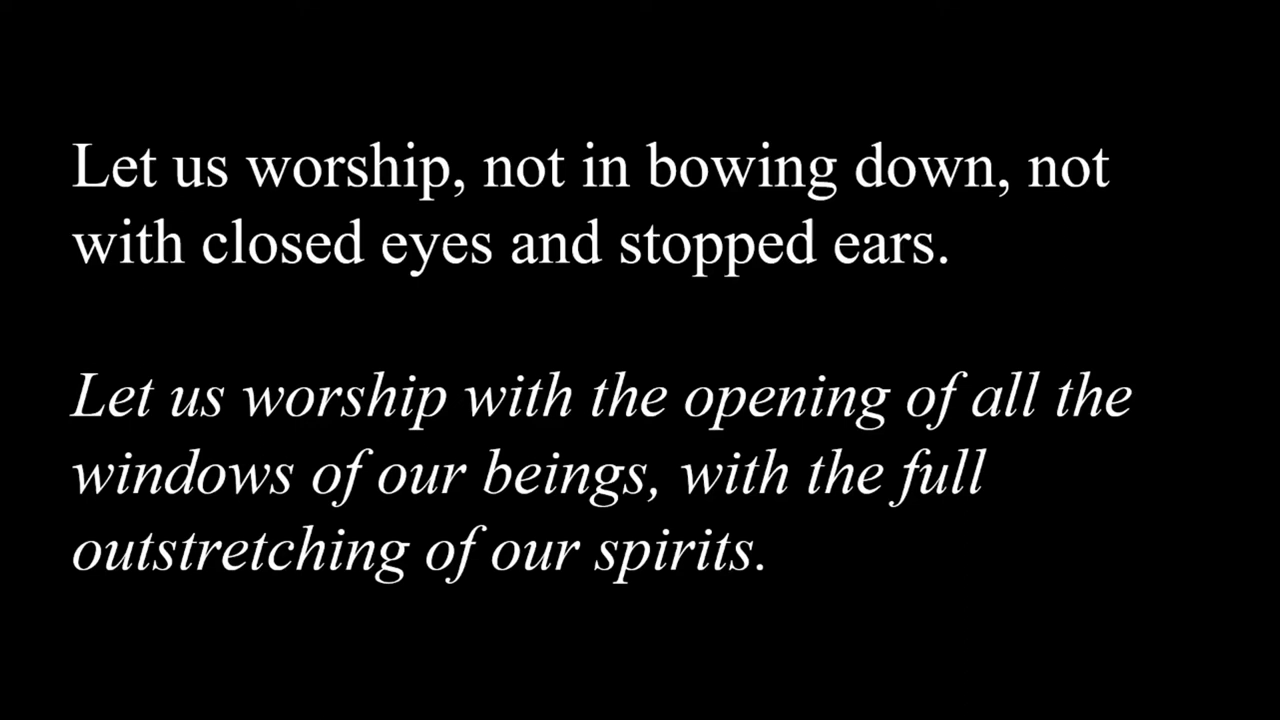 Let us worship, not in bowing down, not
with closed eyes and stopped ears.
Let us worship with the opening of all the
windows of our beings, with the full
outstretching of our spirits.